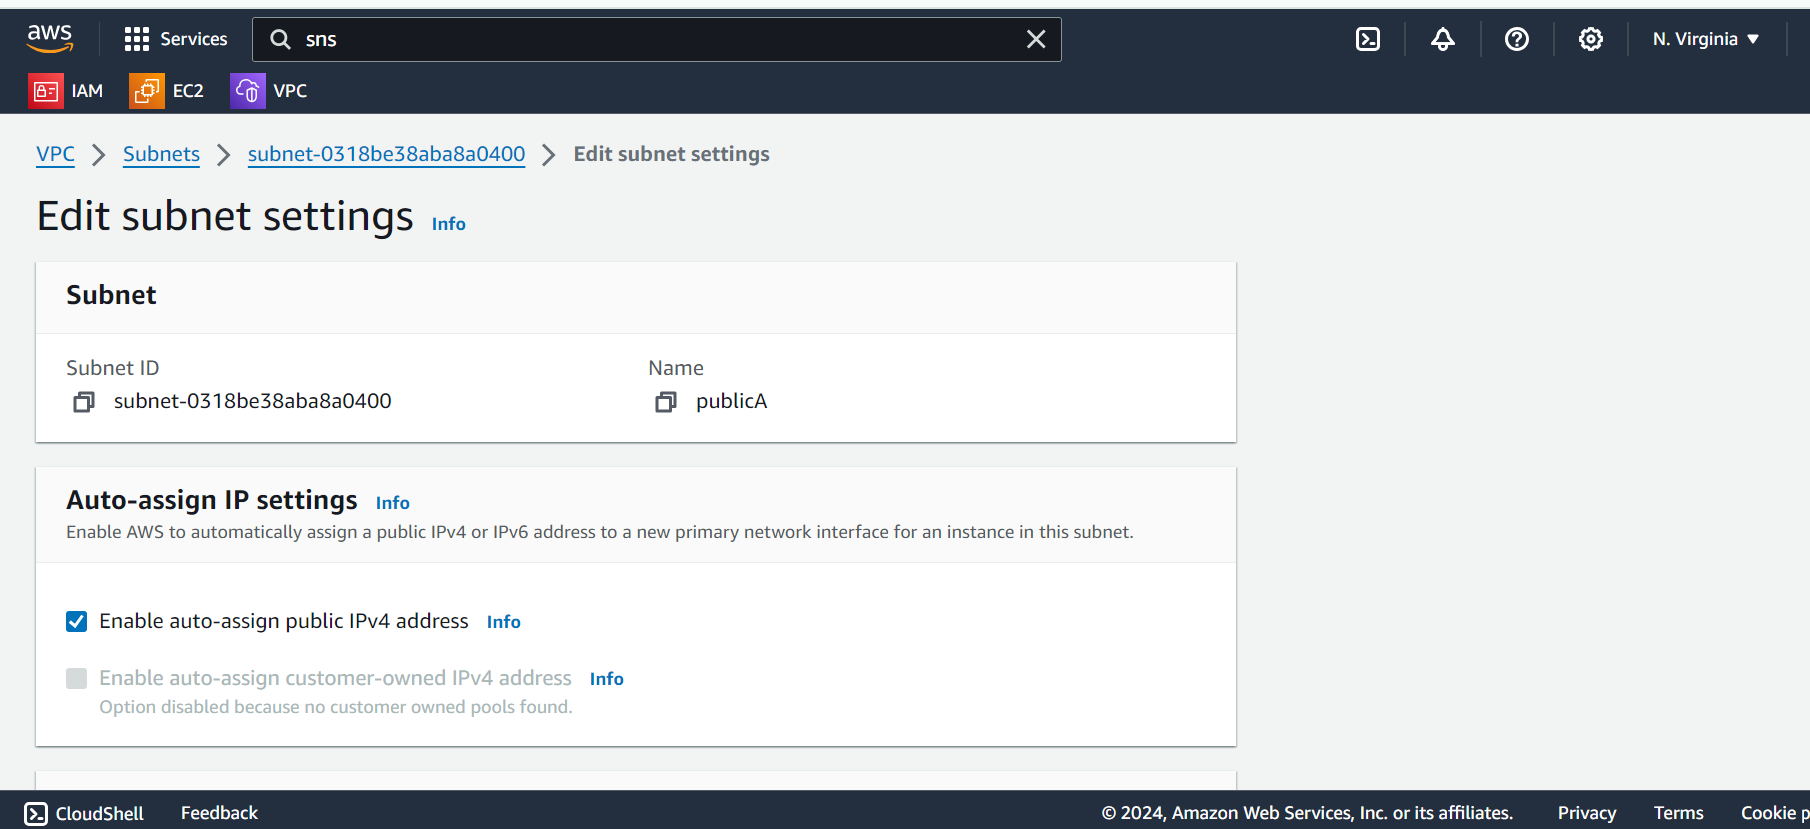 aws Services sns N. Virginia
IAM EC2 VPC
VPC Subnets subnet-0318be38aba8a0400 Edit subnet settings
Edit subnet settings Info
Subnet
Subnet ID Name
subnet-0318be38aba8a0400 publicA
Auto-assign IP settings Info
Enable AWS to automatically assign a public IPv4 or IPv6 address to a new primary network interface for an instance in this subnet.
Enable auto-assign public IPv4 address Info
Enable auto-assign customer-owned IPv4 address Info
Option disabled because no customer owned pools found.
CloudShell Feedback © 2024, Amazon Web Services, Inc. or its affiliates. Privacy Terms Cookie p